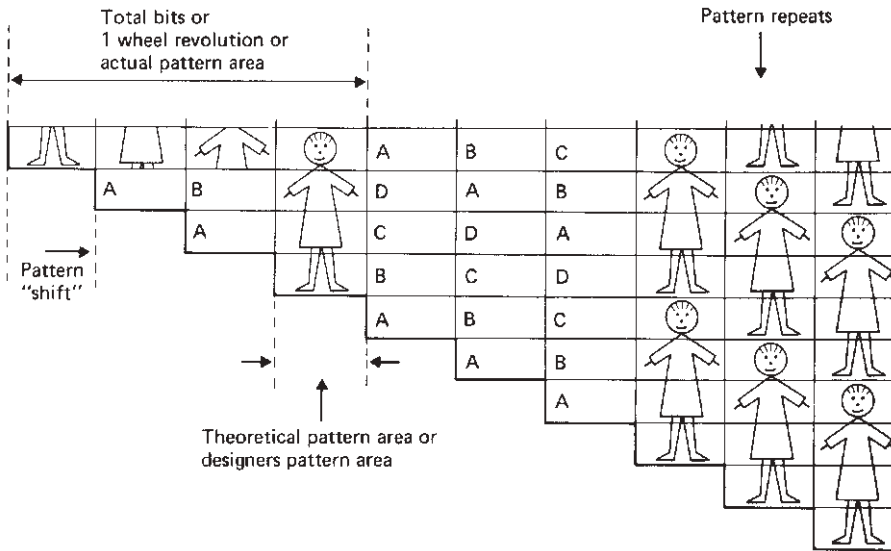 Total bits or
1 wheel revolution or
actual pattern area
Pattern repeats
A B C
A B D A B
A C D A
Pattern
"shift"
B C D
A B C
A B
A
Theoretical pattern area or
designers pattern area